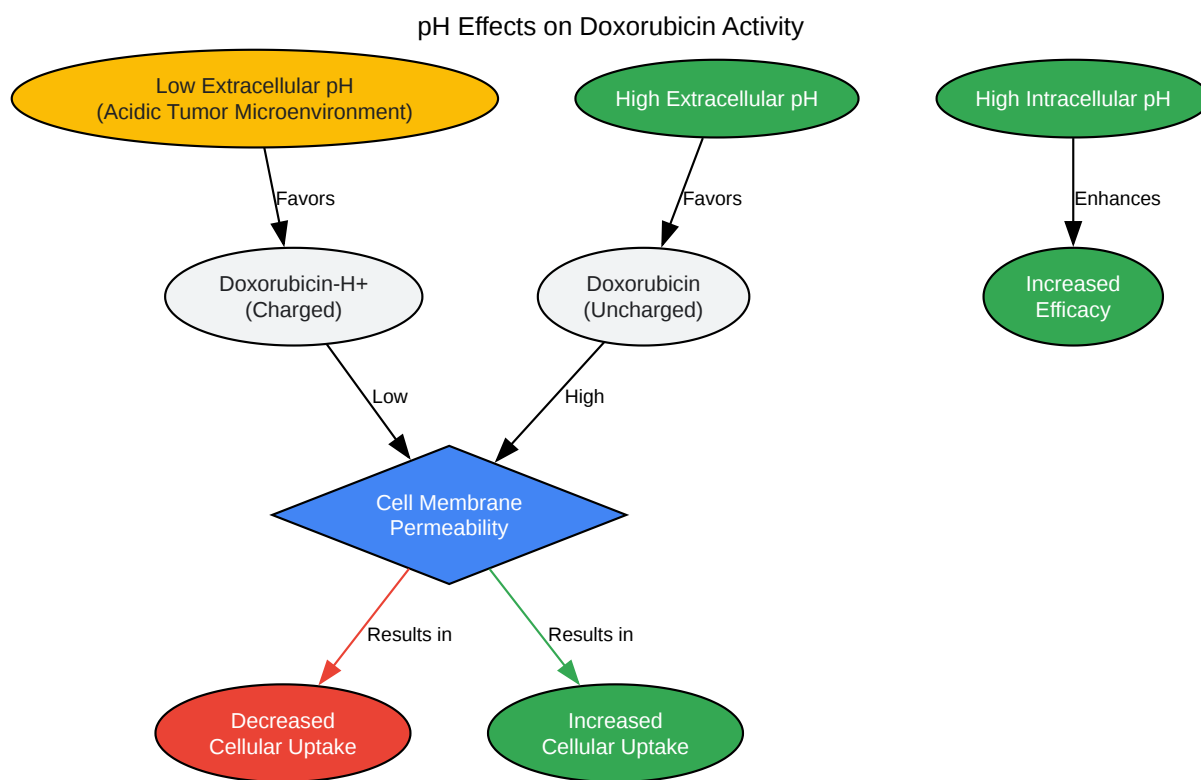 pH Effects on Doxorubicin Activity
Low Extracellular pH
(Acidic Tumor Microenvironment)
High Extracellular pH
High Intracellular pH
Favors
Favors
Enhances
Doxorubicin-H+
(Charged)
Doxorubicin
(Uncharged)
Increased
Efficacy
Low
High
Cell Membrane
Permeability
Results in
Results in
Decreased
Cellular Uptake
Increased
Cellular Uptake